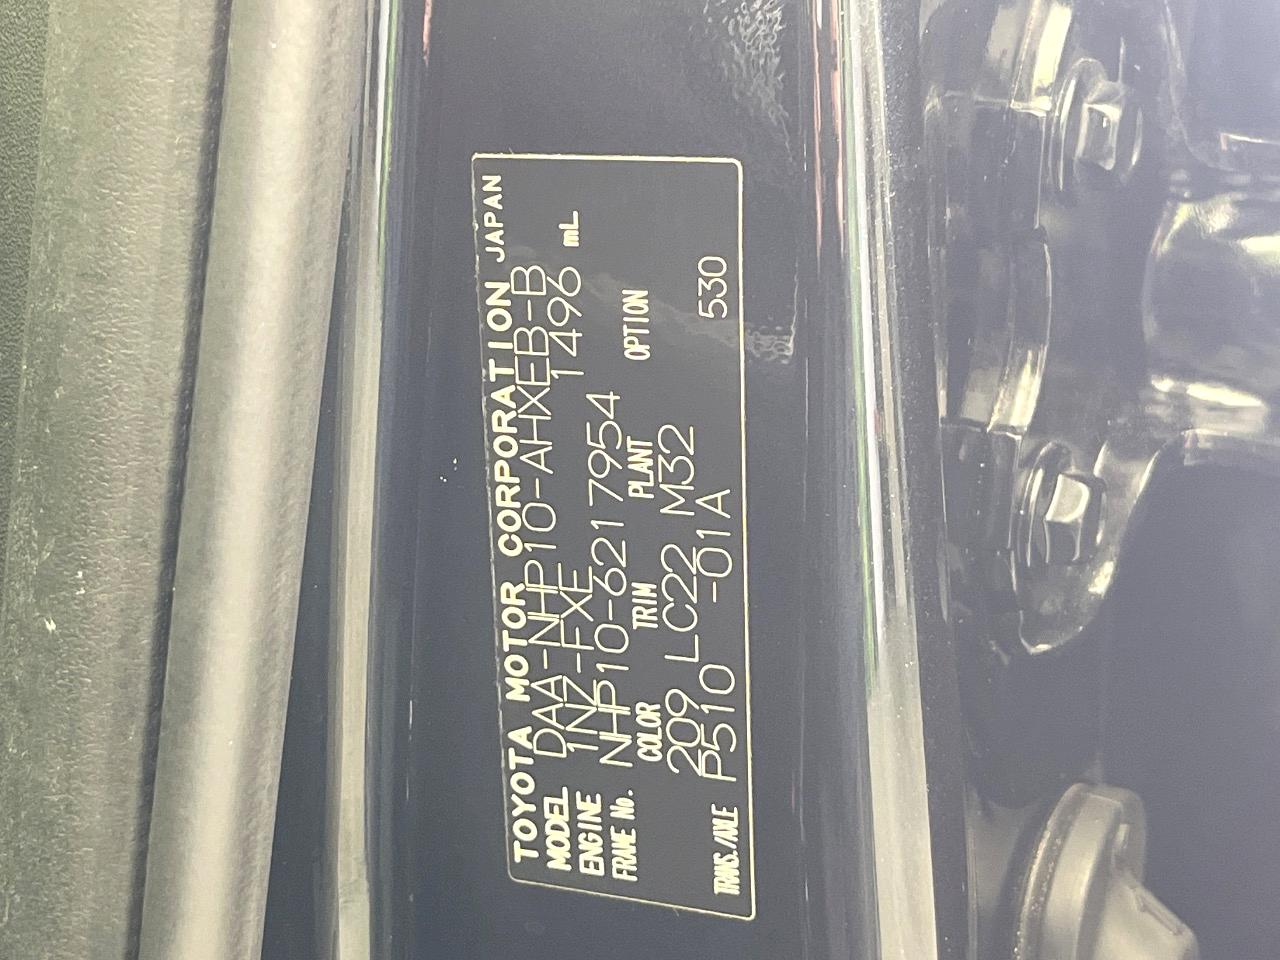 TOYOTA MOTOR CORPORATION JAPAN
MODEL DAA-NHP10-AHXEB-B
ENGINE 1NZ-FXE 1496 mL
FRAME No. NHP10-6217954
COLOR TRIM PLANT OPTION
209 LC22 M32
TRANS./AXLE P510 -01A 530